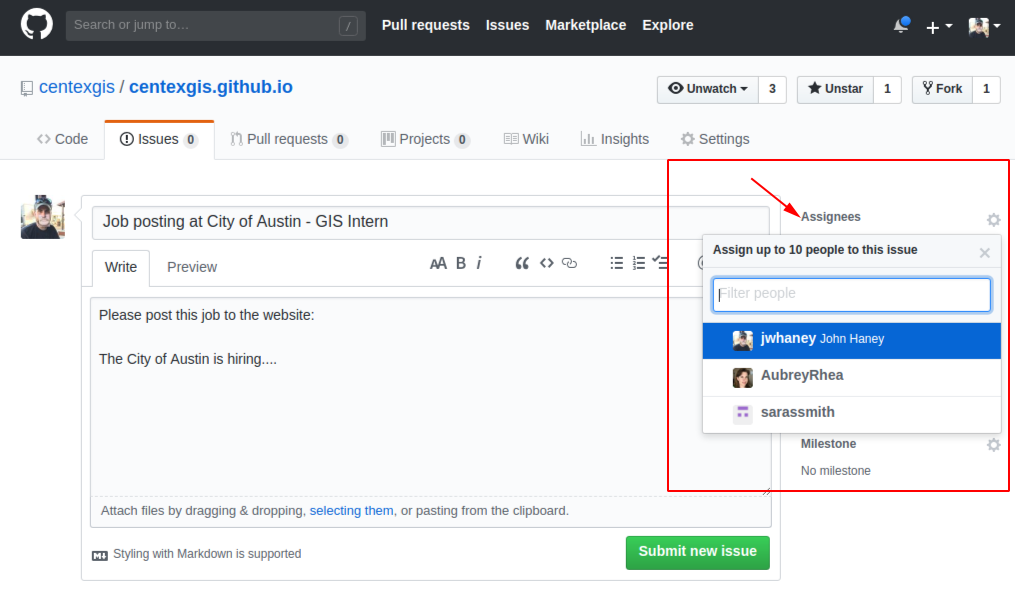 Search or jump to…
/
Pull requests Issues Marketplace Explore
centexgis / centexgis.github.io
Unwatch 3 Unstar 1 Fork 1
Code Issues 0 Pull requests 0 Projects 0 Wiki Insights Settings
Job posting at City of Austin - GIS Intern
Assignees
Write Preview
AA B i
Assign up to 10 people to this issue
Filter people
Please post this job to the website:
The City of Austin is hiring....
jwhaney John Haney
AubreyRhea
sarassmith
Milestone
No milestone
Attach files by dragging & dropping, selecting them, or pasting from the clipboard.
Styling with Markdown is supported
Submit new issue